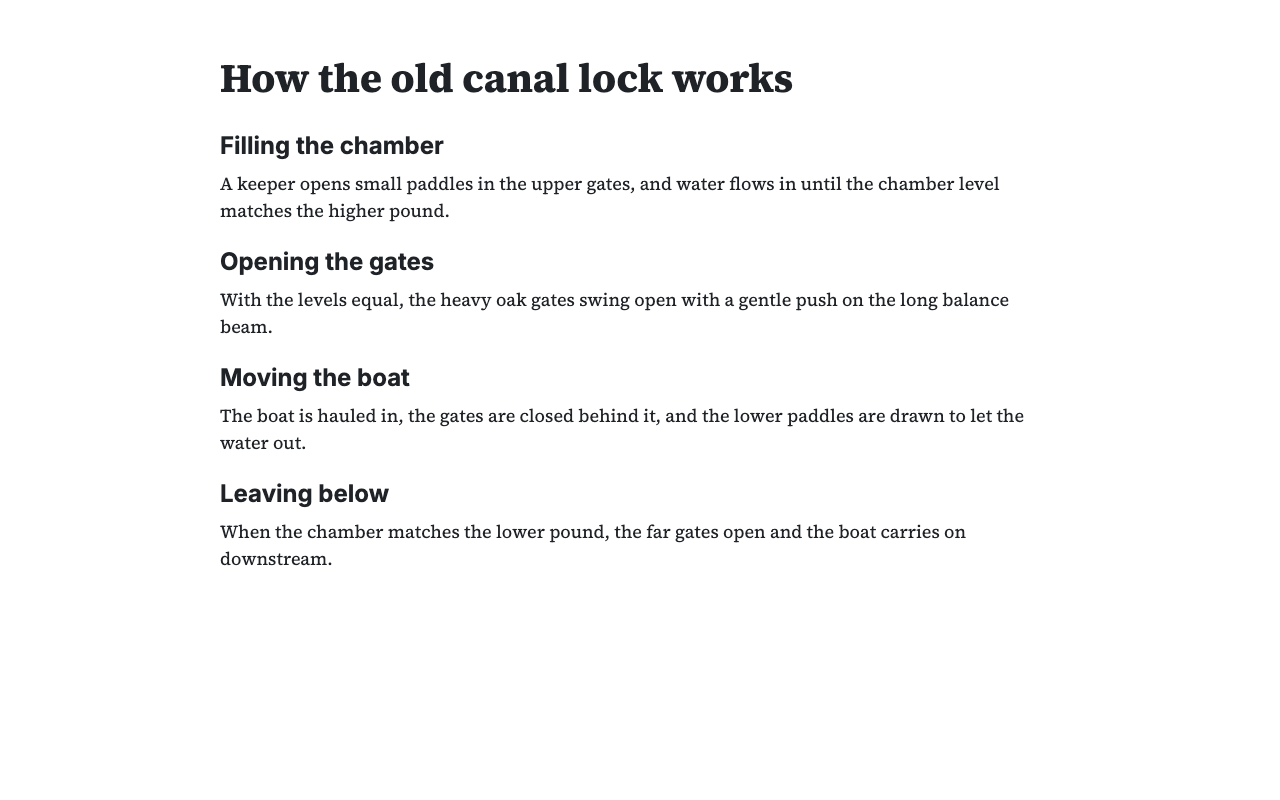 How the old canal lock works
Filling the chamber
A keeper opens small paddles in the upper gates, and water flows in until the chamber level
matches the higher pound.
Opening the gates
With the levels equal, the heavy oak gates swing open with a gentle push on the long balance
beam.
Moving the boat
The boat is hauled in, the gates are closed behind it, and the lower paddles are drawn to let the
water out.
Leaving below
When the chamber matches the lower pound, the far gates open and the boat carries on
downstream.